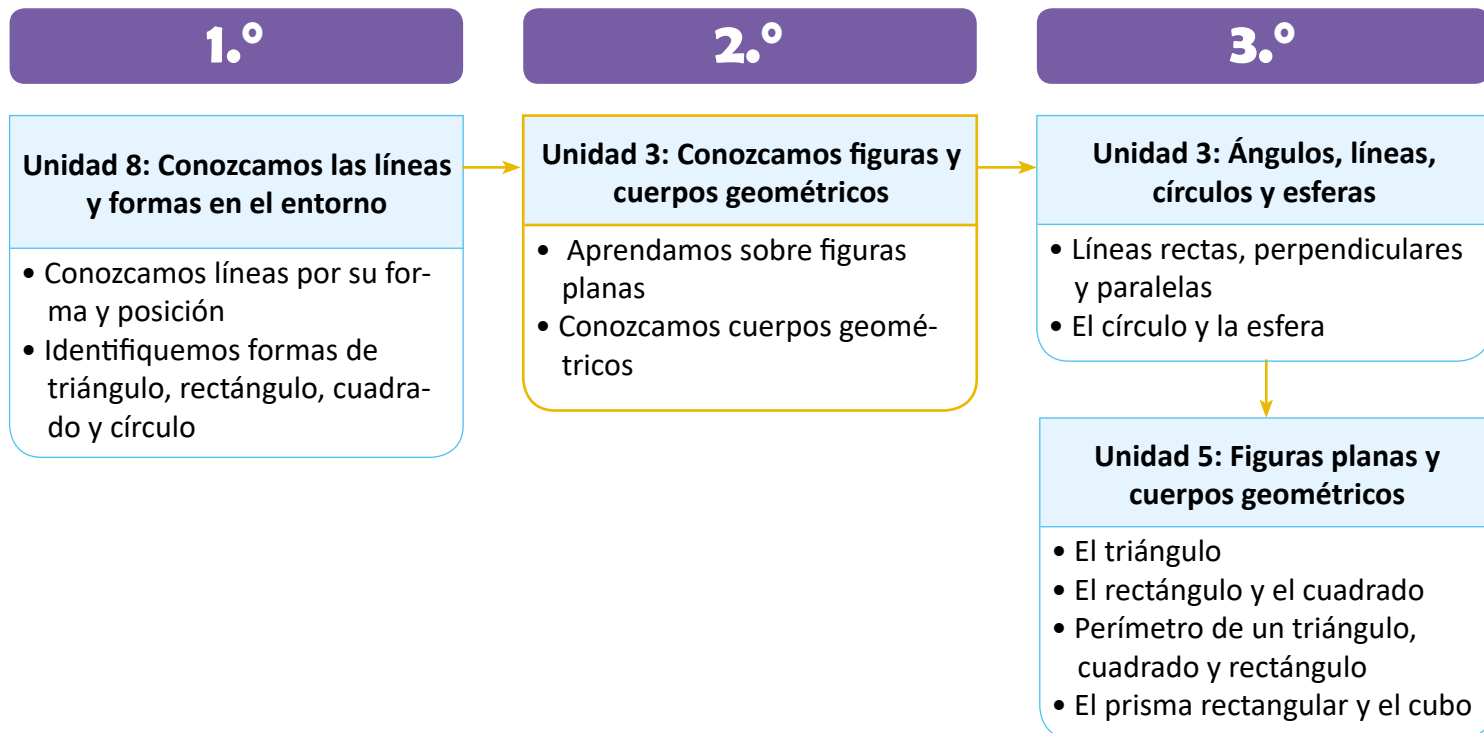 1.º
2.º
3.º
Unidad 8: Conozcamos las líneas
y formas en el entorno
• Conozcamos líneas por su for-
ma y posición
• Identifiquemos formas de
triángulo, rectángulo, cuadra-
do y círculo
Unidad 3: Conozcamos figuras y
cuerpos geométricos
• Aprendamos sobre figuras
planas
• Conozcamos cuerpos geomé-
tricos
Unidad 3: Ángulos, líneas,
círculos y esferas
• Líneas rectas, perpendiculares
y paralelas
• El círculo y la esfera
Unidad 5: Figuras planas y
cuerpos geométricos
• El triángulo
• El rectángulo y el cuadrado
• Perímetro de un triángulo,
cuadrado y rectángulo
• El prisma rectangular y el cubo